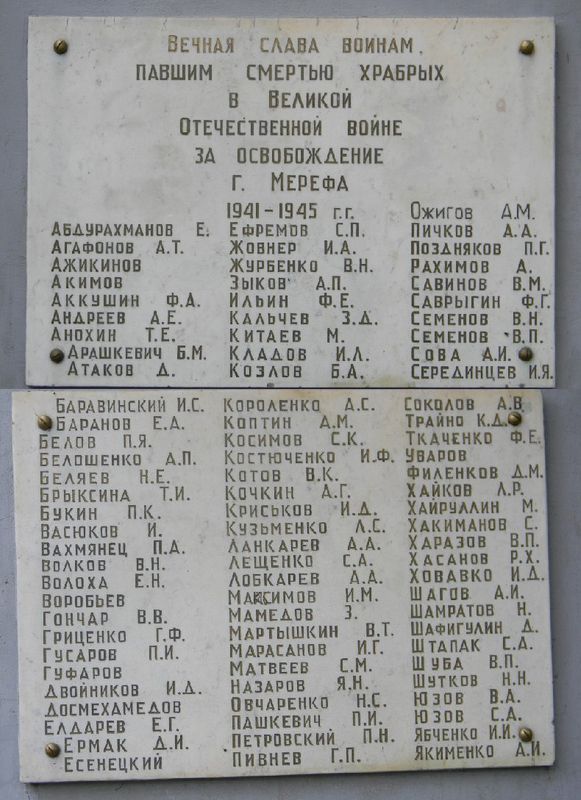 Вечная слава воинам,
павшим смертью храбрых
в Великой
Отечественной войне
за освобождение
г. Мерефа
1941-1945 г.г.
Абдурахманов Е.
Агафонов А.Т.
Ажикинов
Акимов
Аккушин Ф.А.
Андреев А.Е.
Анохин Т.Е.
Арашкевич Б.М.
Атаков Д.
Ефремов С.П.
Жовнер И.А.
Журбенко В.Н.
Зыков А.П.
Ильин Ф.Е.
Кальчев З.Д.
Китаев М.
Кладов И.Л.
Козлов Б.А.
Ожигов А.М.
Пичков А.А.
Поздняков П.Г.
Рахимов А.
Савинов В.М.
Саврыгин Ф.Г.
Семенов В.Н.
Семенов В.П.
Сова А.И.
Серединцев И.Я.
Баравинский И.С.
Баранов Е.Д.
Белов П.Я.
Белошенко А.П.
Беляев Н.Е.
Брыксина Т.И.
Букин П.К.
Васюков И.
Вахмянец П.А.
Волков В.Н.
Волоха Е.Н.
Воробьев
Гончар В.В.
Гриценко Г.Ф.
Гусаров П.И.
Гуфаров
Двойников И.Д.
Досмехамедов
Елдарев Е.Г.
Ермак Д.И.
Есенецкий
Короленко Д.С.
Коптин Д.М.
Косимов С.К.
Костюченко И.Ф.
Котов В.К.
Кочкин А.Г.
Криськов И.Д.
Кузьменко Л.С.
Ланкарев А.А.
Лещенко С.А.
Лобкарев А.А.
Максимов И.М.
Мамедов З.
Мартышкин В.Т.
Марасанов И.Г.
Матвеев С.М.
Назаров Я.Н.
Овчаренко Н.С.
Пашкевич П.И.
Петровский П.Н.
Пивнев Г.П.
Соколов А.В.
Трайно К.Д.
Ткаченко Ф.Е.
Уваров
Филенков Д.М.
Хайков Л.Р.
Хайруллин М.
Хакиманов С.
Харазов В.П.
Хасанов Р.Х.
Ховавко И.Д.
Шагов А.И.
Шамратов Н.
Шафигулин Д.
Штапак С.А.
Шуба В.П.
Шутков Н.Н.
Юзов В.А.
Юзов С.А.
Ябченко И.И.
Якименко А.И.